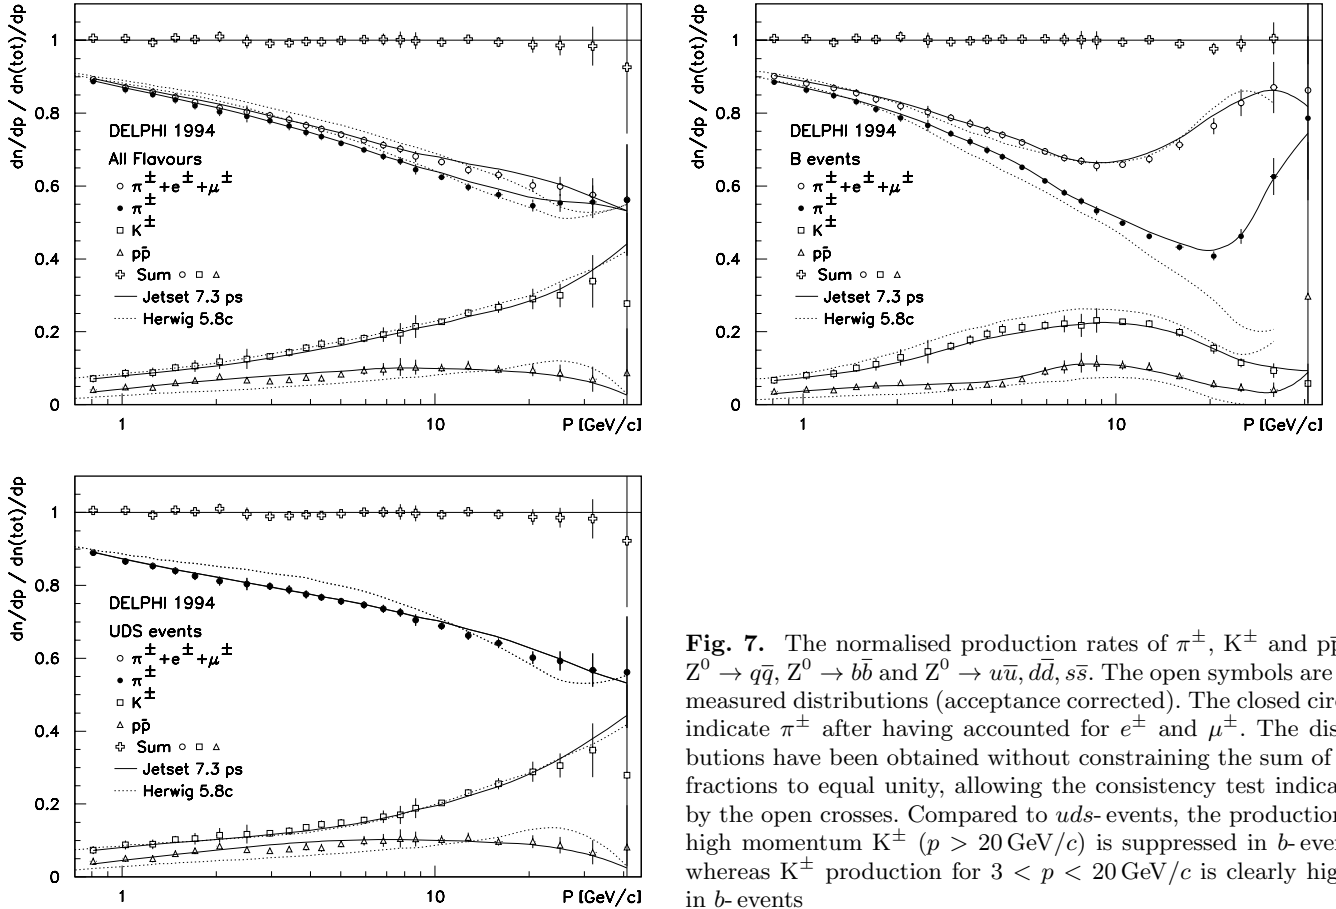 dn/dp / dn(tot)/dp
1
0.8
0.6
0.4
0.2
0
DELPHI 1994
All Flavours
π± + e± + μ±
π±
K±
pp̄
Sum
Jetset 7.3 ps
Herwig 5.8c
1
10
P [GeV/c]
dn/dp / dn(tot)/dp
1
0.8
0.6
0.4
0.2
0
DELPHI 1994
B events
π± + e± + μ±
π±
K±
pp̄
Sum
Jetset 7.3 ps
Herwig 5.8c
1
10
P [GeV/c]
dn/dp / dn(tot)/dp
1
0.8
0.6
0.4
0.2
0
DELPHI 1994
UDS events
π± + e± + μ±
π±
K±
pp̄
Sum
Jetset 7.3 ps
Herwig 5.8c
1
10
P [GeV/c]
Fig. 7. The normalised production rates of π±, K± and pp̄
Z⁰ → qq̄, Z⁰ → bb̄ and Z⁰ → uū, dd̄, ss̄. The open symbols are
measured distributions (acceptance corrected). The closed circ
indicate π± after having accounted for e± and μ±. The dis
butions have been obtained without constraining the sum of
fractions to equal unity, allowing the consistency test indica
by the open crosses. Compared to uds-events, the production
high momentum K± (p > 20 GeV/c) is suppressed in b-eve
whereas K± production for 3 < p < 20 GeV/c is clearly hig
in b-events